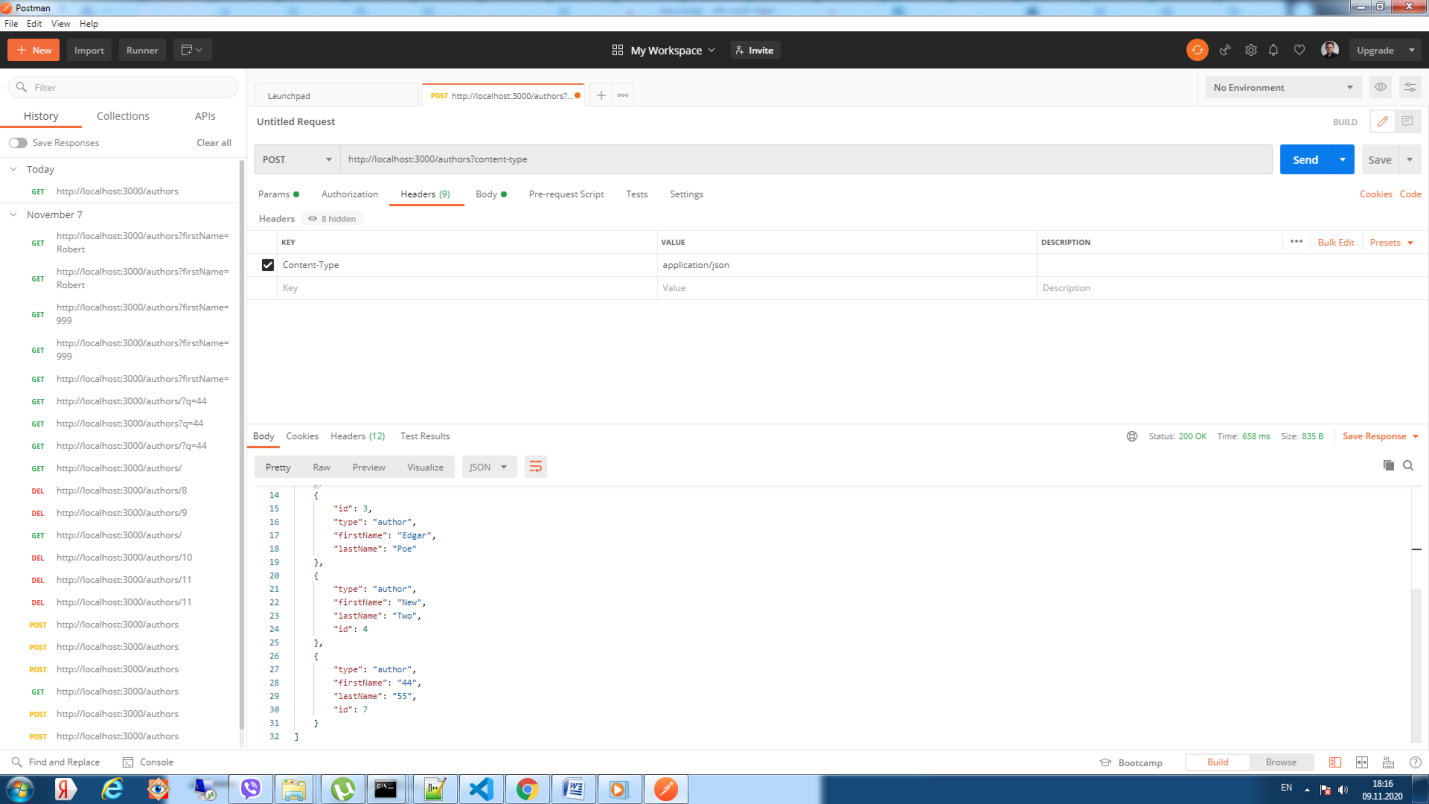 Postman
File Edit View Help
+ New Import Runner My Workspace Invite Upgrade
Filter
History Collections APIs
Save Responses Clear all
Today
GET http://localhost:3000/authors
November 7
GET http://localhost:3000/authors?firstName=
Robert
GET http://localhost:3000/authors?firstName=
Robert
GET http://localhost:3000/authors?firstName=
999
GET http://localhost:3000/authors?firstName=
999
GET http://localhost:3000/authors?firstName=
GET http://localhost:3000/authors/?q=44
GET http://localhost:3000/authors?q=44
GET http://localhost:3000/authors/?q=44
GET http://localhost:3000/authors/
DEL http://localhost:3000/authors/8
DEL http://localhost:3000/authors/9
GET http://localhost:3000/authors/
DEL http://localhost:3000/authors/10
DEL http://localhost:3000/authors/11
DEL http://localhost:3000/authors/11
POST http://localhost:3000/authors
POST http://localhost:3000/authors
POST http://localhost:3000/authors
GET http://localhost:3000/authors
POST http://localhost:3000/authors
POST http://localhost:3000/authors
Launchpad POST http://localhost:3000/authors?... + No Environment
Untitled Request BUILD
POST http://localhost:3000/authors?content-type Send Save
Params Authorization Headers (9) Body Pre-request Script Tests Settings Cookies Code
Headers 8 hidden
KEY VALUE DESCRIPTION ••• Bulk Edit Presets
Content-Type application/json
Key Value Description
Body Cookies Headers (12) Test Results Status: 200 OK Time: 658 ms Size: 835 B Save Response
Pretty Raw Preview Visualize JSON
14 {
15 "id": 3,
16 "type": "author",
17 "firstName": "Edgar",
18 "lastName": "Poe"
19 },
20 {
21 "type": "author",
22 "firstName": "New",
23 "lastName": "Two",
24 "id": 4
25 },
26 {
27 "type": "author",
28 "firstName": "44",
29 "lastName": "55",
30 "id": 7
31 }
32 ]
Find and Replace Console Bootcamp Build Browse
EN 18:16
09.11.2020